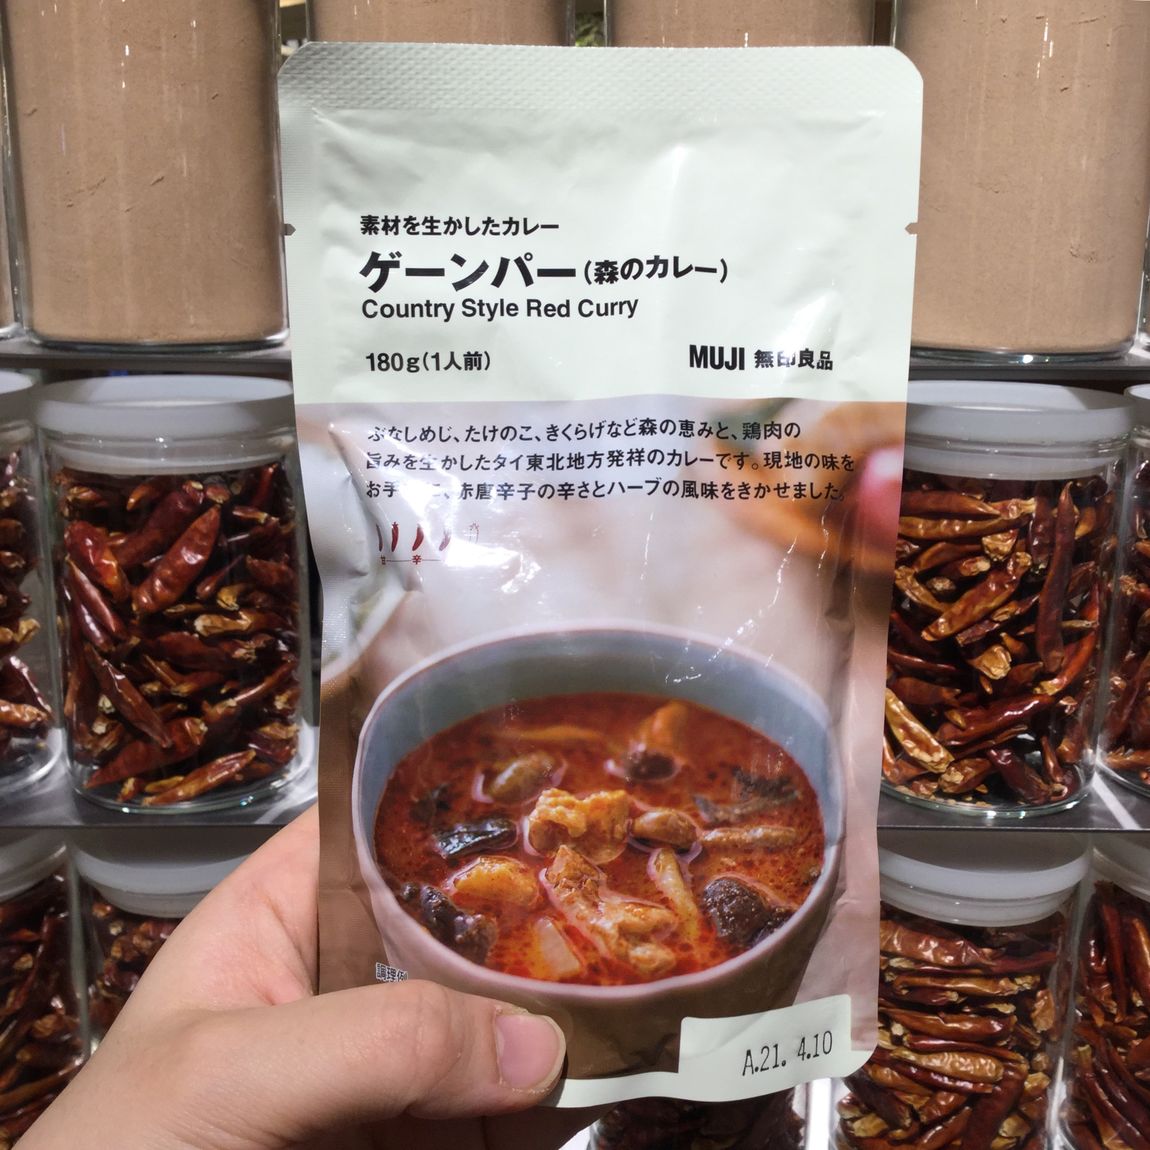 素材を生かしたカレー
ゲーンパー(森のカレー)
Country Style Red Curry
180g(1人前)
MUJI 無印良品
ぶなしめじ、たけのこ、きくらげなど森の恵みと、鶏肉の
旨みを生かしたタイ東北地方発祥のカレーです。現地の味を
お手 、赤唐辛子の辛さとハーブの風味をきかせました。
甘 辛
調理例
A.21. 4.10